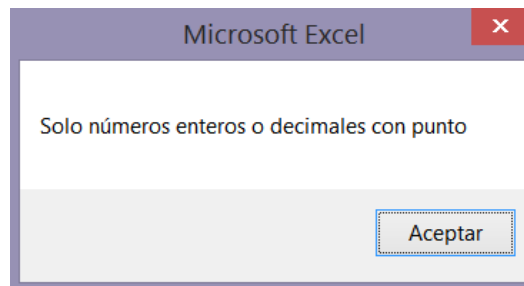 Microsoft Excel
Solo números enteros o decimales con punto
Aceptar